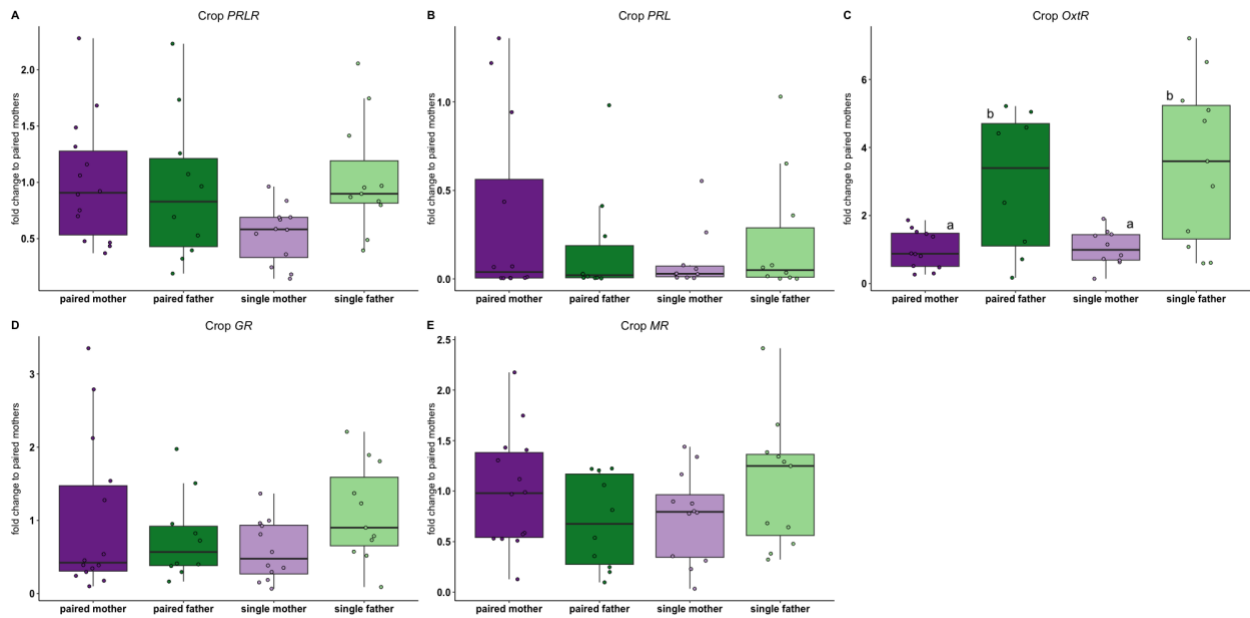 A
Crop PRLR
fold change to paired mothers
2.0
1.5
1.0
0.5
paired mother paired father single mother single father
B
Crop PRL
fold change to paired mothers
1.0
0.5
0.0
paired mother paired father single mother single father
C
Crop OxtR
fold change to paired mothers
6
4
2
0
a
b
a
b
paired mother paired father single mother single father
D
Crop GR
fold change to paired mothers
3
2
1
0
paired mother paired father single mother single father
E
Crop MR
fold change to paired mothers
2.5
2.0
1.5
1.0
0.5
0.0
paired mother paired father single mother single father